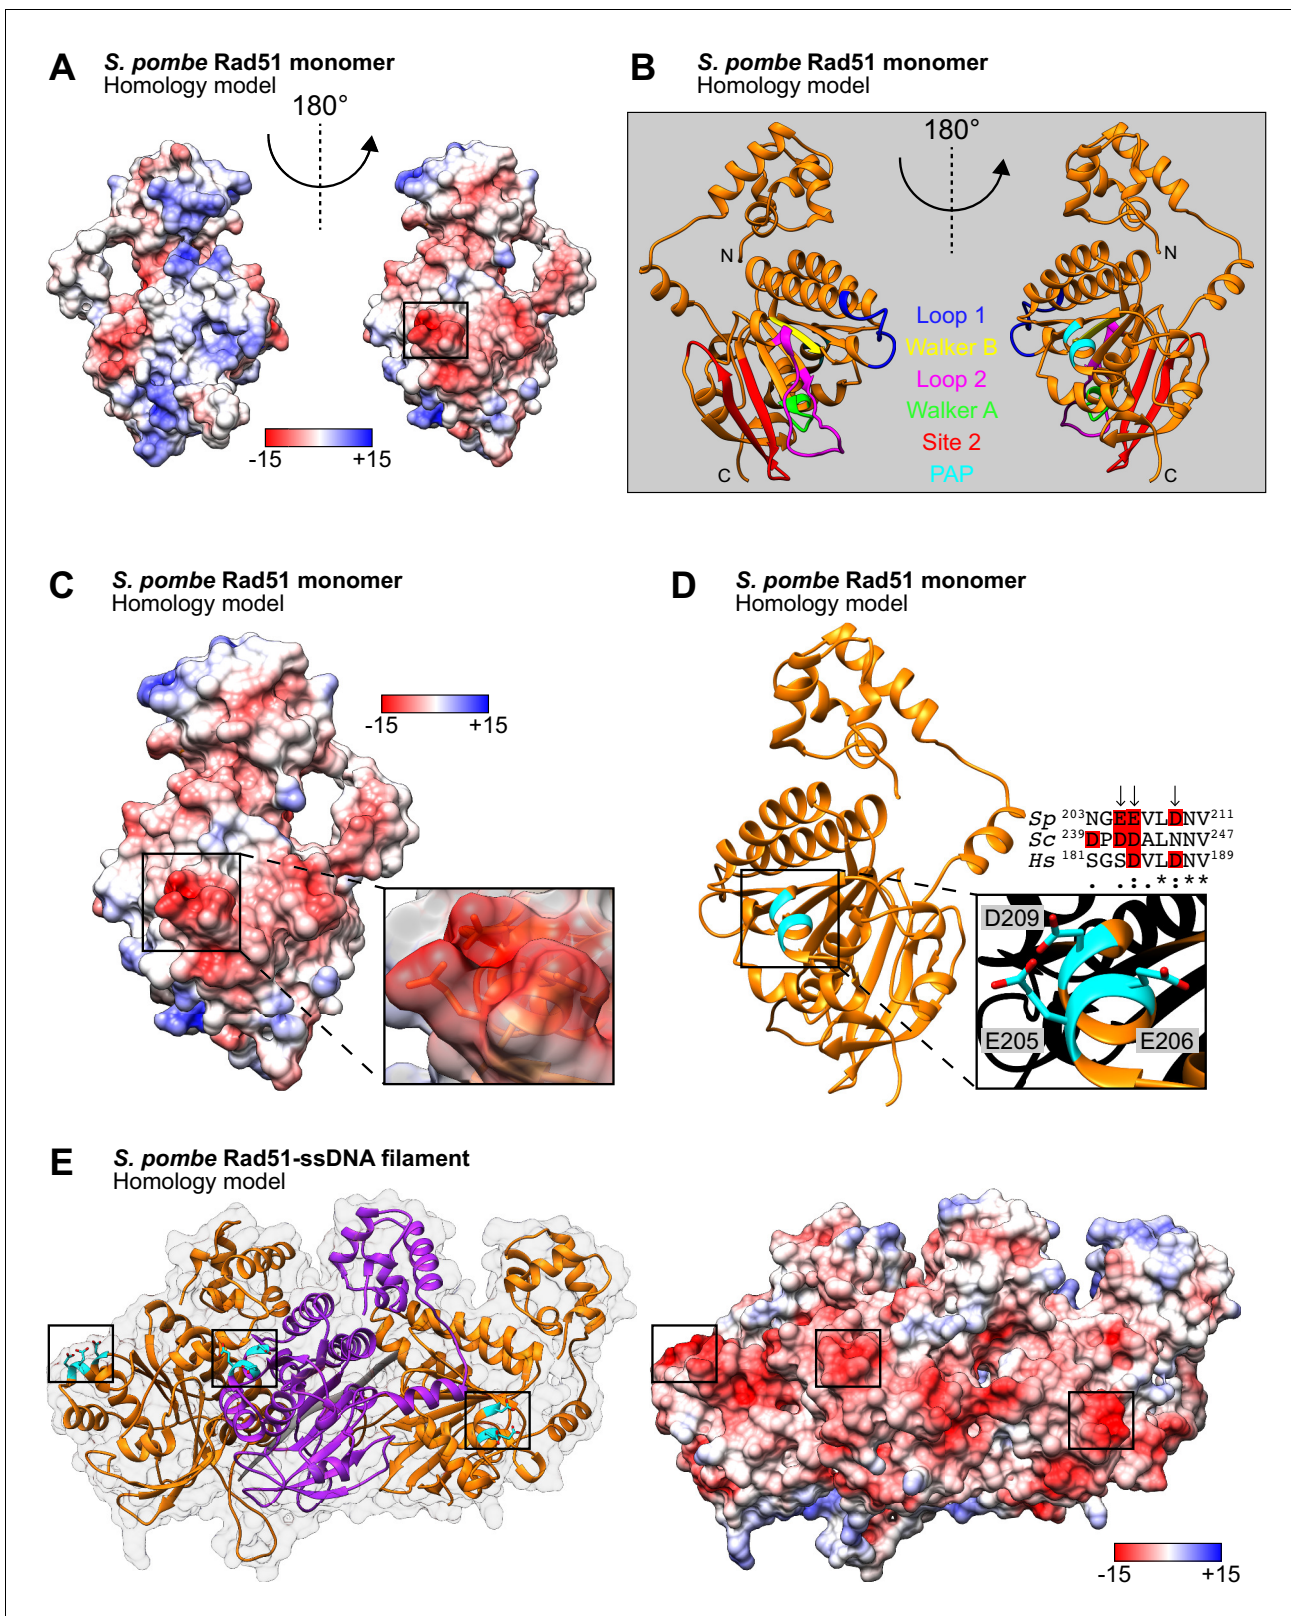 A
S. pombe Rad51 monomer
Homology model
180°
-15 +15
B
S. pombe Rad51 monomer
Homology model
180°
N
N
Loop 1
Walker B
Loop 2
Walker A
Site 2
PAP
C
C
C
S. pombe Rad51 monomer
Homology model
-15 +15
D
S. pombe Rad51 monomer
Homology model
Sp 203NGEEVLDNV211
Sc 239DPDDALNNV247
Hs 181SGSDVLDNV189
. .:.*:**
D209
E205
E206
E
S. pombe Rad51-ssDNA filament
Homology model
-15 +15